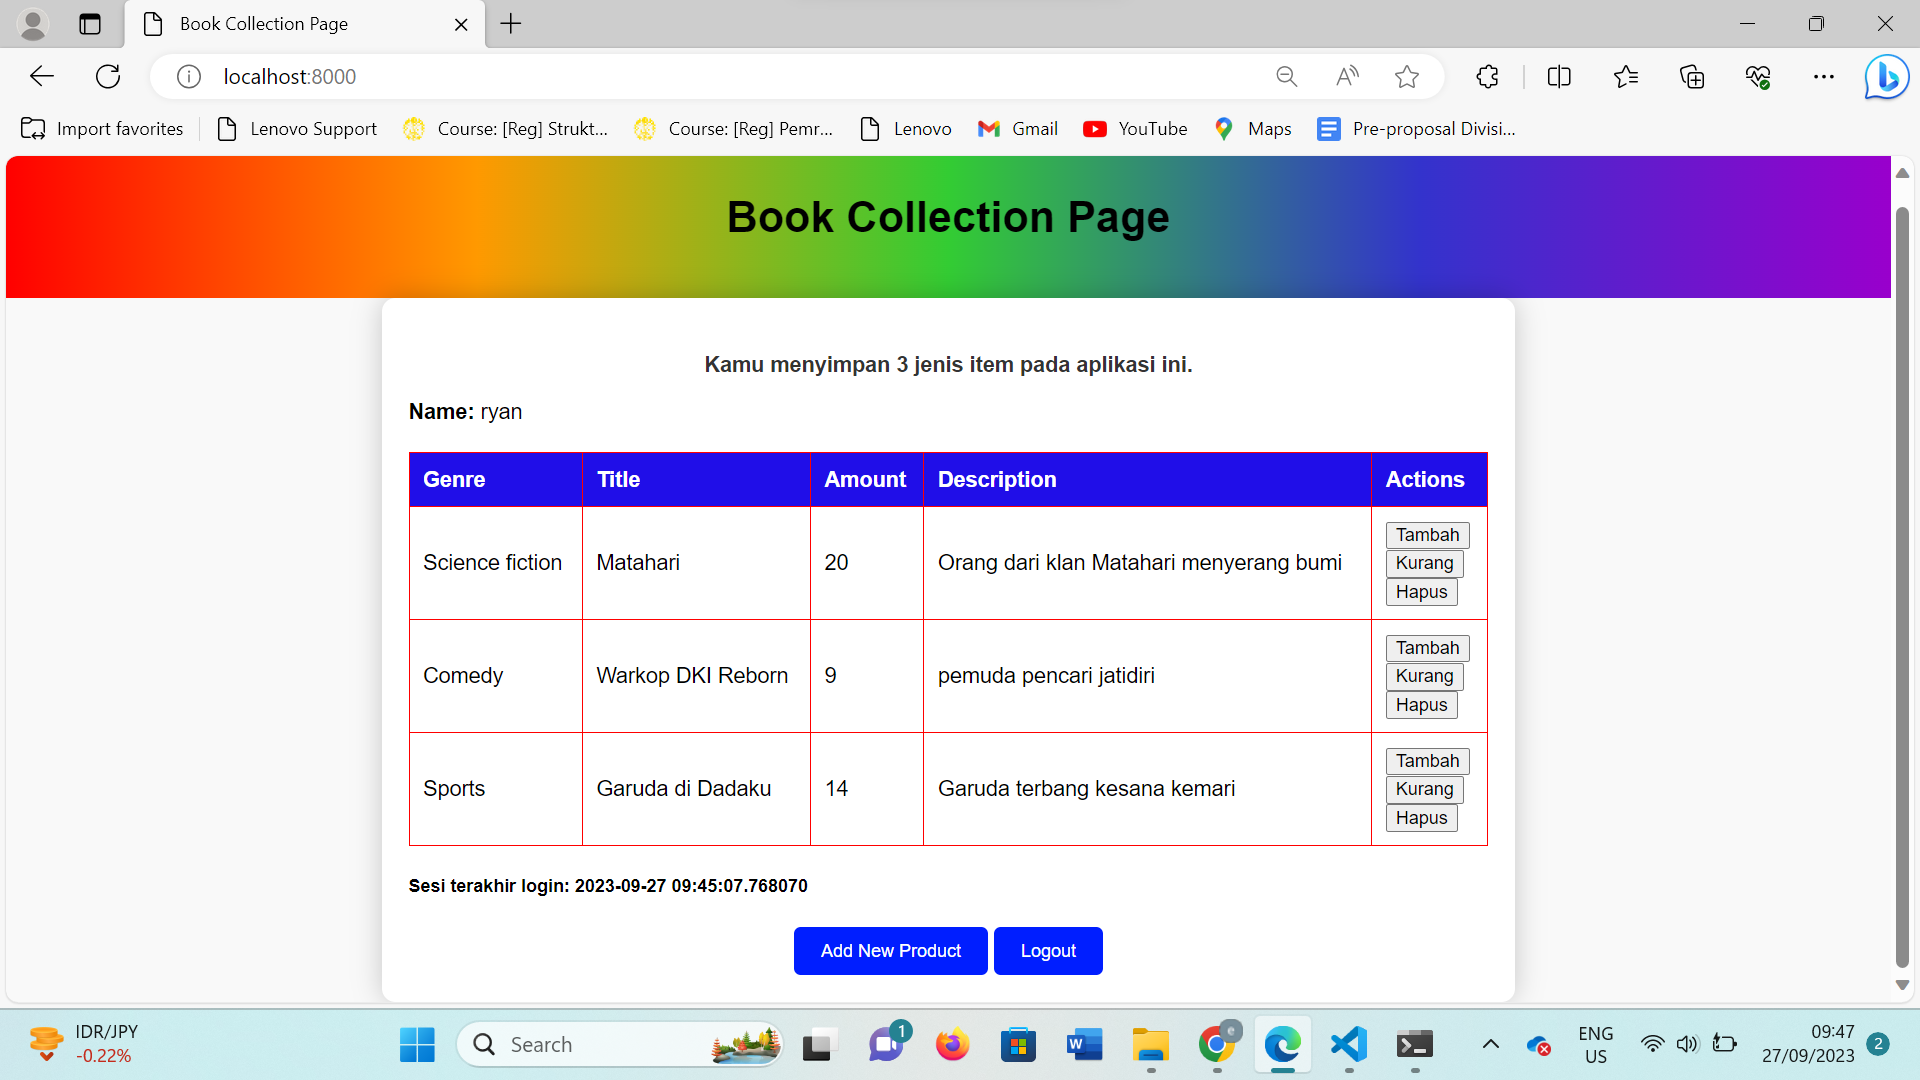 Book Collection Page
localhost:8000
Import favorites Lenovo Support Course: [Reg] Strukt... Course: [Reg] Pemr... Lenovo Gmail YouTube Maps Pre-proposal Divisi...
Book Collection Page
Kamu menyimpan 3 jenis item pada aplikasi ini.
Name: ryan
Genre Title Amount Description Actions
Science fiction Matahari 20 Orang dari klan Matahari menyerang bumi Tambah
Kurang
Hapus
Comedy Warkop DKI Reborn 9 pemuda pencari jatidiri Tambah
Kurang
Hapus
Sports Garuda di Dadaku 14 Garuda terbang kesana kemari Tambah
Kurang
Hapus
Sesi terakhir login: 2023-09-27 09:45:07.768070
Add New Product Logout
IDR/JPY
-0.22%
Search
1
ENG
US
09:47
27/09/2023
2